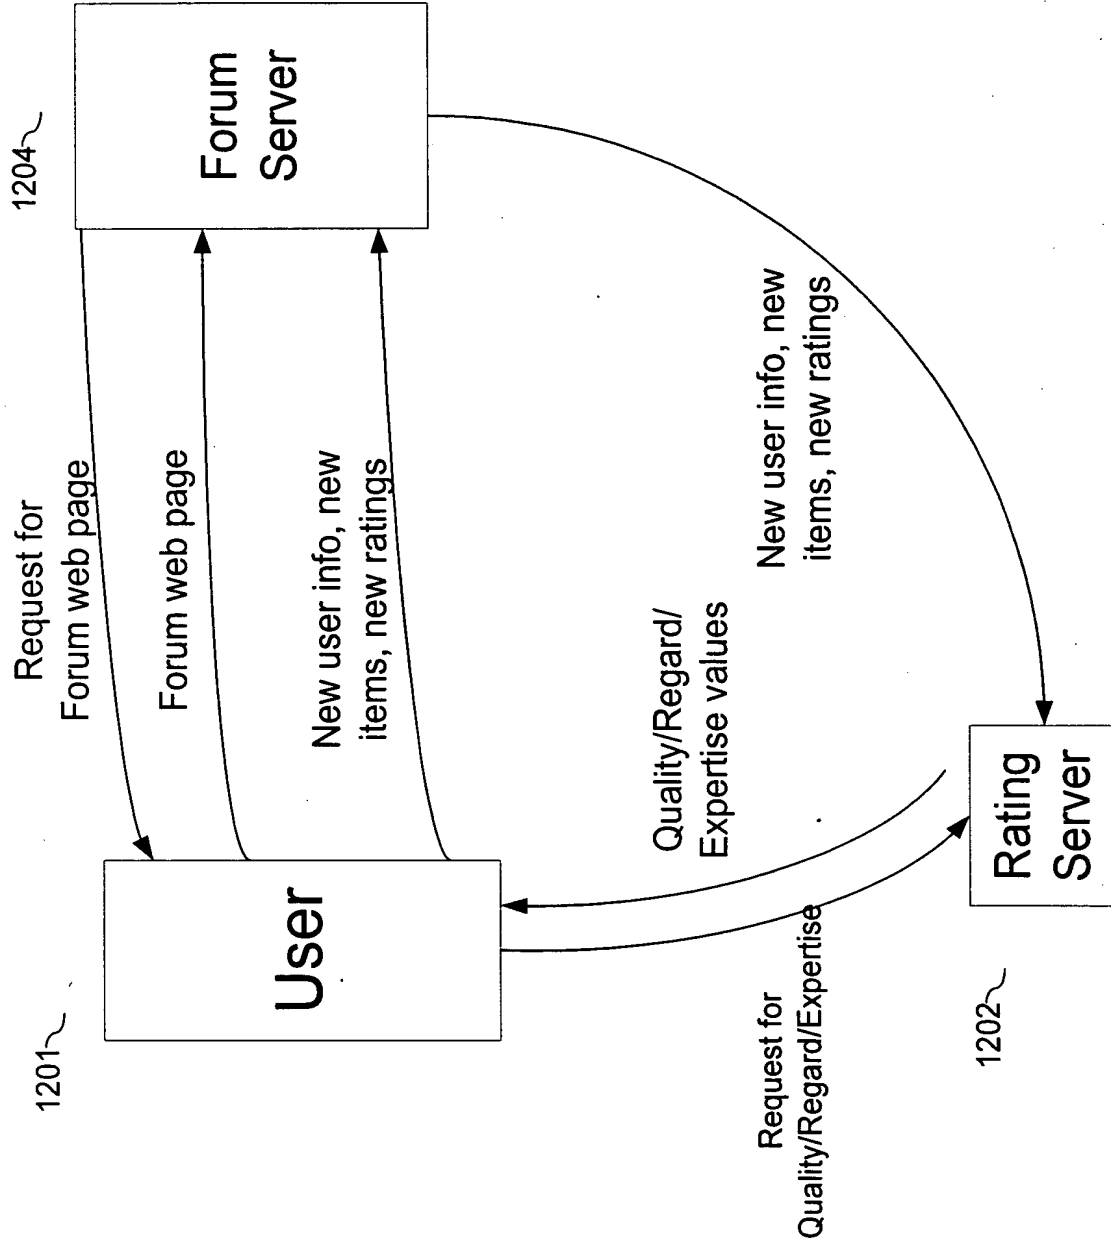 1201
User
Request for
Forum web page
Forum web page
New user info, new
items, new ratings
1204
Forum
Server
Quality/Regard/
Expertise values
New user info, new
items, new ratings
Request for
Quality/Regard/Expertise
1202
Rating
Server